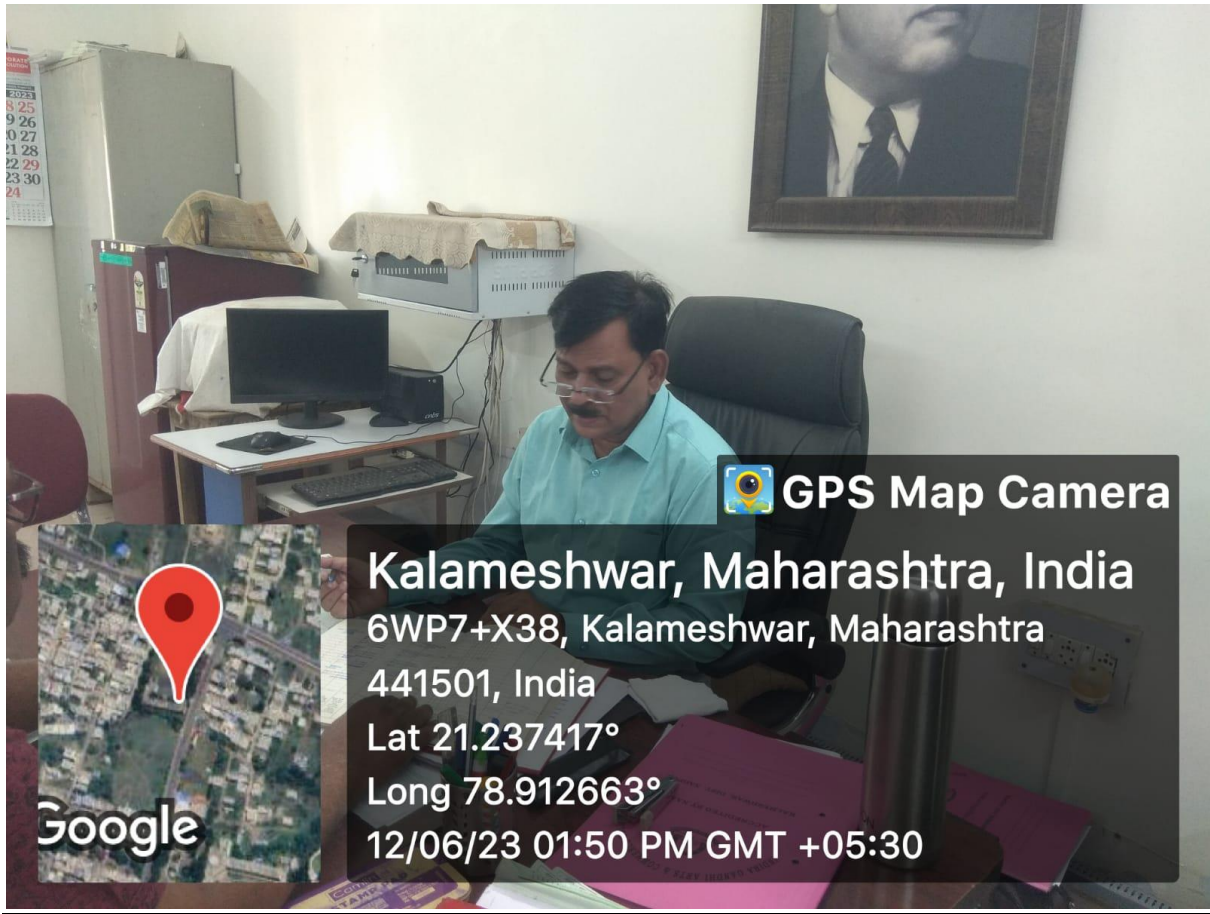 2023
8 25
9 26
20 27
21 28
22 29
23 30
24
GPS Map Camera
Kalameshwar, Maharashtra, India
6WP7+X38, Kalameshwar, Maharashtra
441501, India
Lat 21.237417°
Long 78.912663°
12/06/23 01:50 PM GMT +05:30
Google
STAMP PAD